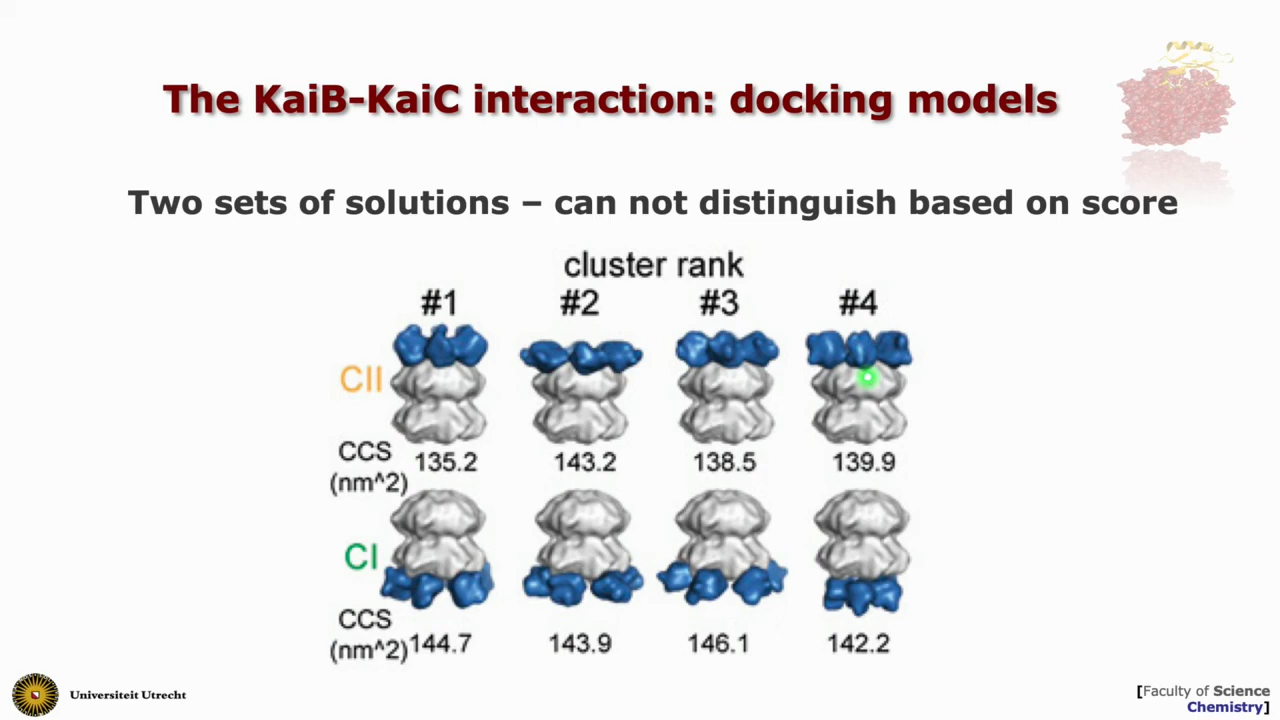 The KaiB-KaiC interaction: docking models
Two sets of solutions – can not distinguish based on score
cluster rank
#1 #2 #3 #4
CII
CCS
(nm^2)
135.2 143.2 138.5 139.9
CI
CCS
(nm^2)
144.7 143.9 146.1 142.2
Universiteit Utrecht
[Faculty of Science
Chemistry]